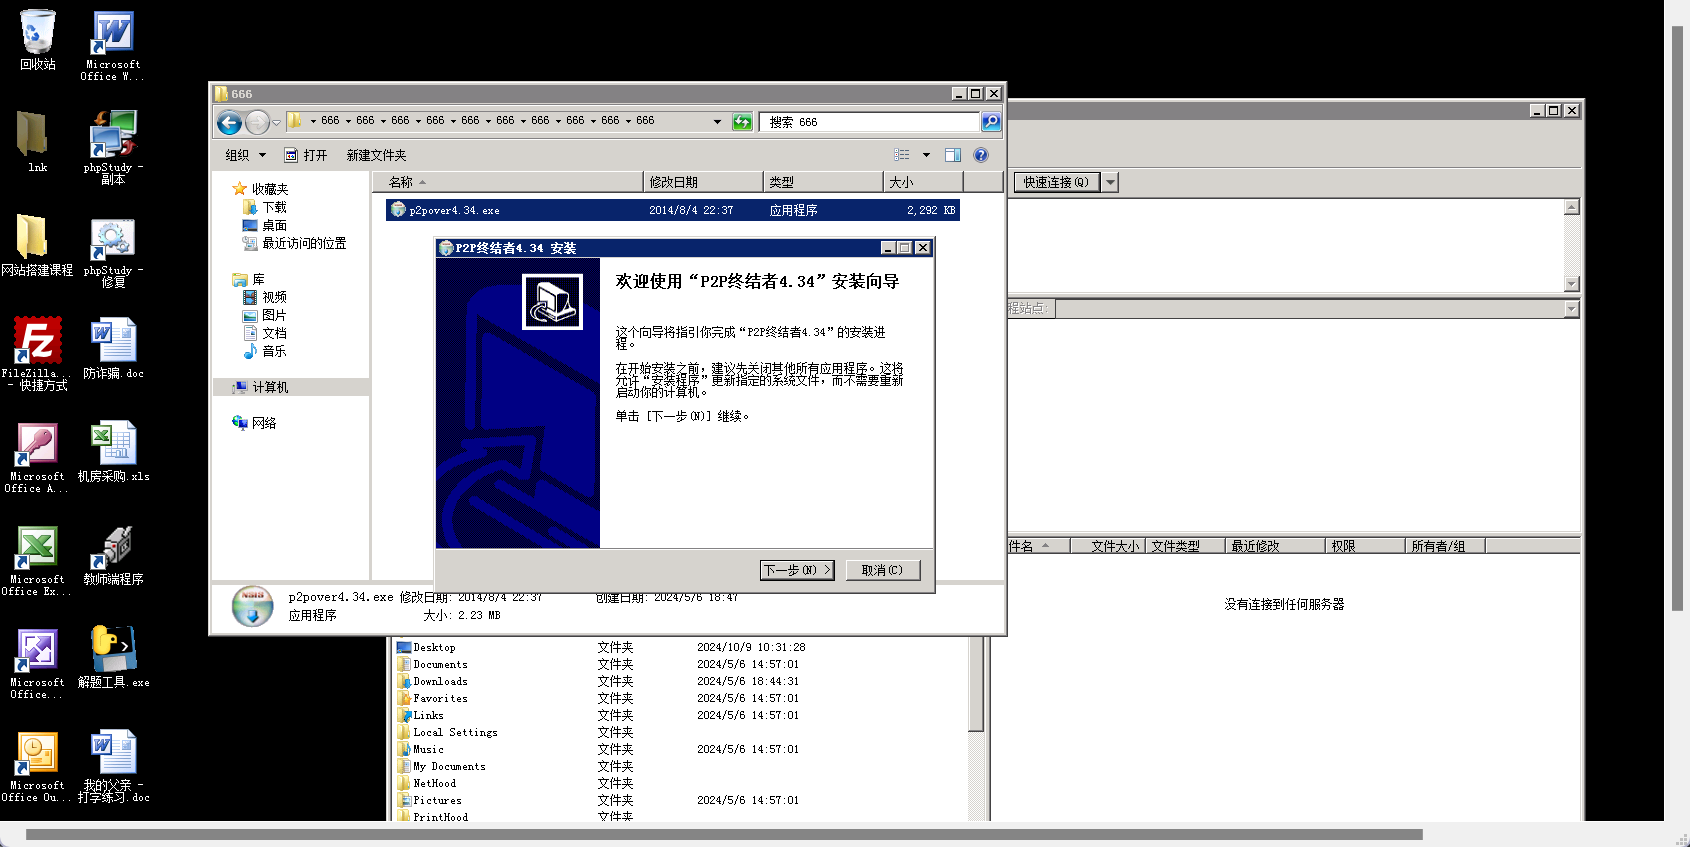 回收站
Microsoft
Office W...
lnk
phpStudy -
副本
网站搭建课程
phpStudy -
修复
FileZilla...
- 快捷方式
防诈骗.doc
Microsoft
Office A...
机房采购.xls
Microsoft
Office Ex...
教师端程序
Microsoft
Office...
解题工具.exe
Microsoft
Office Ou...
我的父亲 -
打字练习.doc
666
666 666 666 666 666 666 666 666 666 666
搜索 666
组织 打开 新建文件夹
收藏夹
下载
桌面
最近访问的位置
库
视频
图片
文档
音乐
计算机
网络
名称 修改日期 类型 大小
p2pover4.34.exe 2014/8/4 22:37 应用程序 2,292 KB
P2P终结者4.34 安装
欢迎使用“P2P终结者4.34”安装向导
这个向导将指引你完成“P2P终结者4.34”的安装进
程。
在开始安装之前，建议先关闭其他所有应用程序。这将
允许“安装程序”更新指定的系统文件，而不需要重新
启动你的计算机。
单击 [下一步(N)] 继续。
下一步(N) > 取消(C)
p2pover4.34.exe 修改日期: 2014/8/4 22:37 创建日期: 2024/5/6 18:47
应用程序 大小: 2.23 MB
快速连接(Q)
程站点:
件名 文件大小 文件类型 最近修改 权限 所有者/组
没有连接到任何服务器
Desktop 文件夹 2024/10/9 10:31:28
Documents 文件夹 2024/5/6 14:57:01
Downloads 文件夹 2024/5/6 18:44:31
Favorites 文件夹 2024/5/6 14:57:01
Links 文件夹 2024/5/6 14:57:01
Local Settings 文件夹
Music 文件夹 2024/5/6 14:57:01
My Documents 文件夹
NetHood 文件夹
Pictures 文件夹 2024/5/6 14:57:01
PrintHood 文件夹